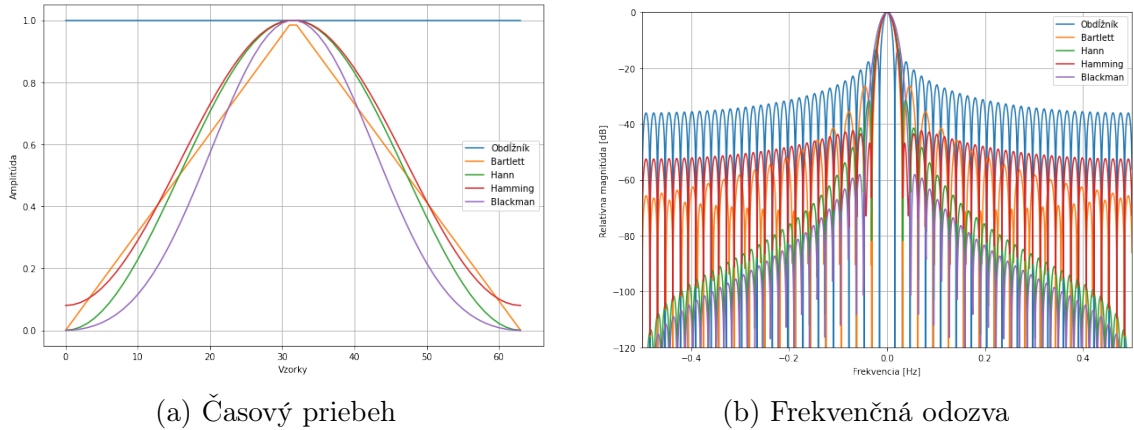 Amplitúda
1.0
0.8
0.6
0.4
0.2
0.0
0
10
20
30
40
50
60
Vzorky
Obdĺžník
Bartlett
Hann
Hamming
Blackman
(a) Časový priebeh
Relatívna magnitúda [dB]
0
−20
−40
−60
−80
−100
−120
−0.4
−0.2
0.0
0.2
0.4
Frekvencia [Hz]
Obdĺžník
Bartlett
Hann
Hamming
Blackman
(b) Frekvenčná odozva